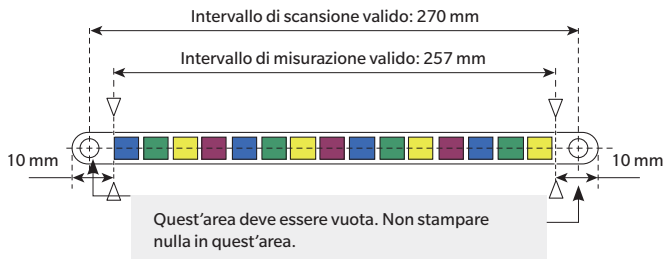 Intervallo di scansione valido: 270 mm
Intervallo di misurazione valido: 257 mm
10 mm
10 mm
Quest'area deve essere vuota. Non stampare
nulla in quest'area.